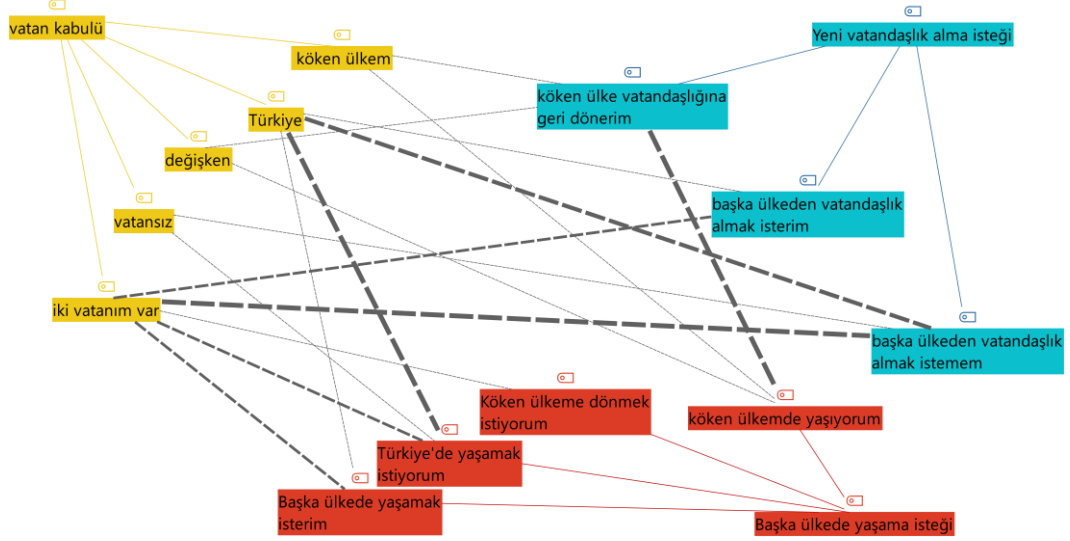 vatan kabulü
Yeni vatandaşlık alma isteği
köken ülkem
köken ülke vatandaşlığına
geri dönerim
Türkiye
değişken
başka ülkeden vatandaşlık
almak isterim
vatansız
iki vatanım var
başka ülkeden vatandaşlık
almak istemem
Köken ülkeme dönmek
istiyorum
köken ülkemde yaşıyorum
Türkiye'de yaşamak
istiyorum
Başka ülkede yaşamak
isterim
Başka ülkede yaşama isteği